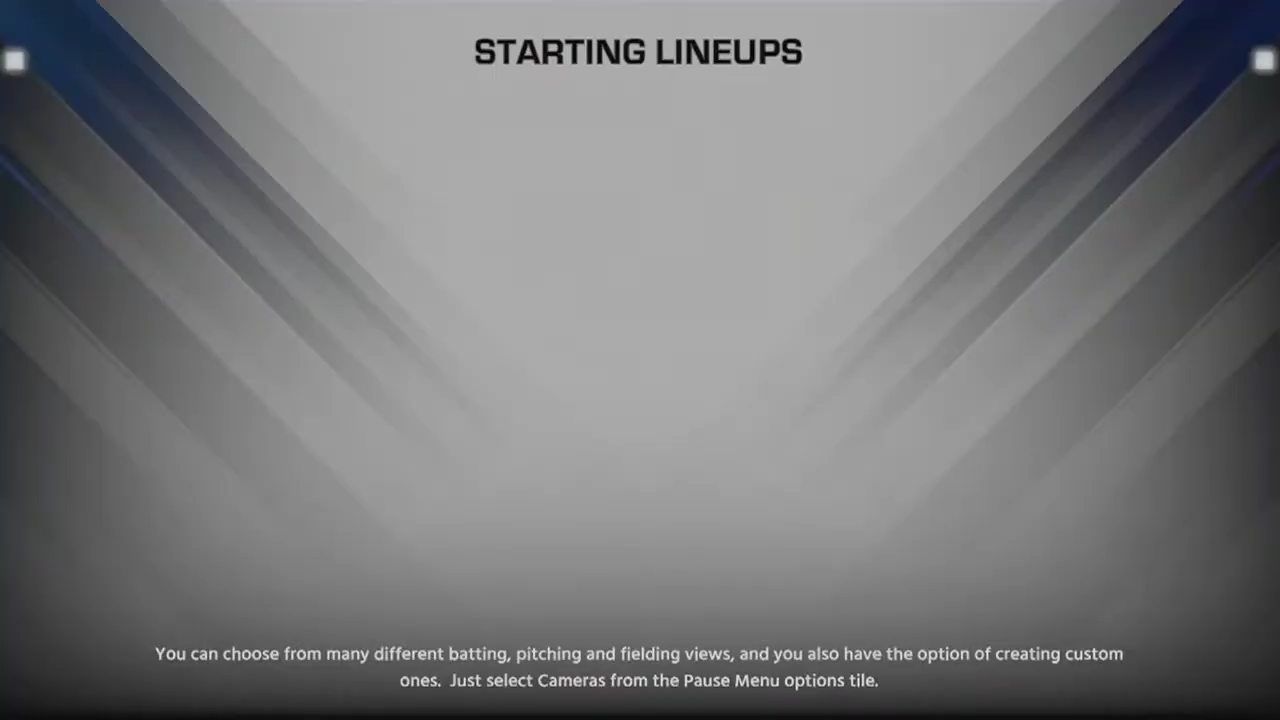 STARTING LINEUPS
You can choose from many different batting, pitching and fielding views, and you also have the option of creating custom
ones.  Just select Cameras from the Pause Menu options tile.